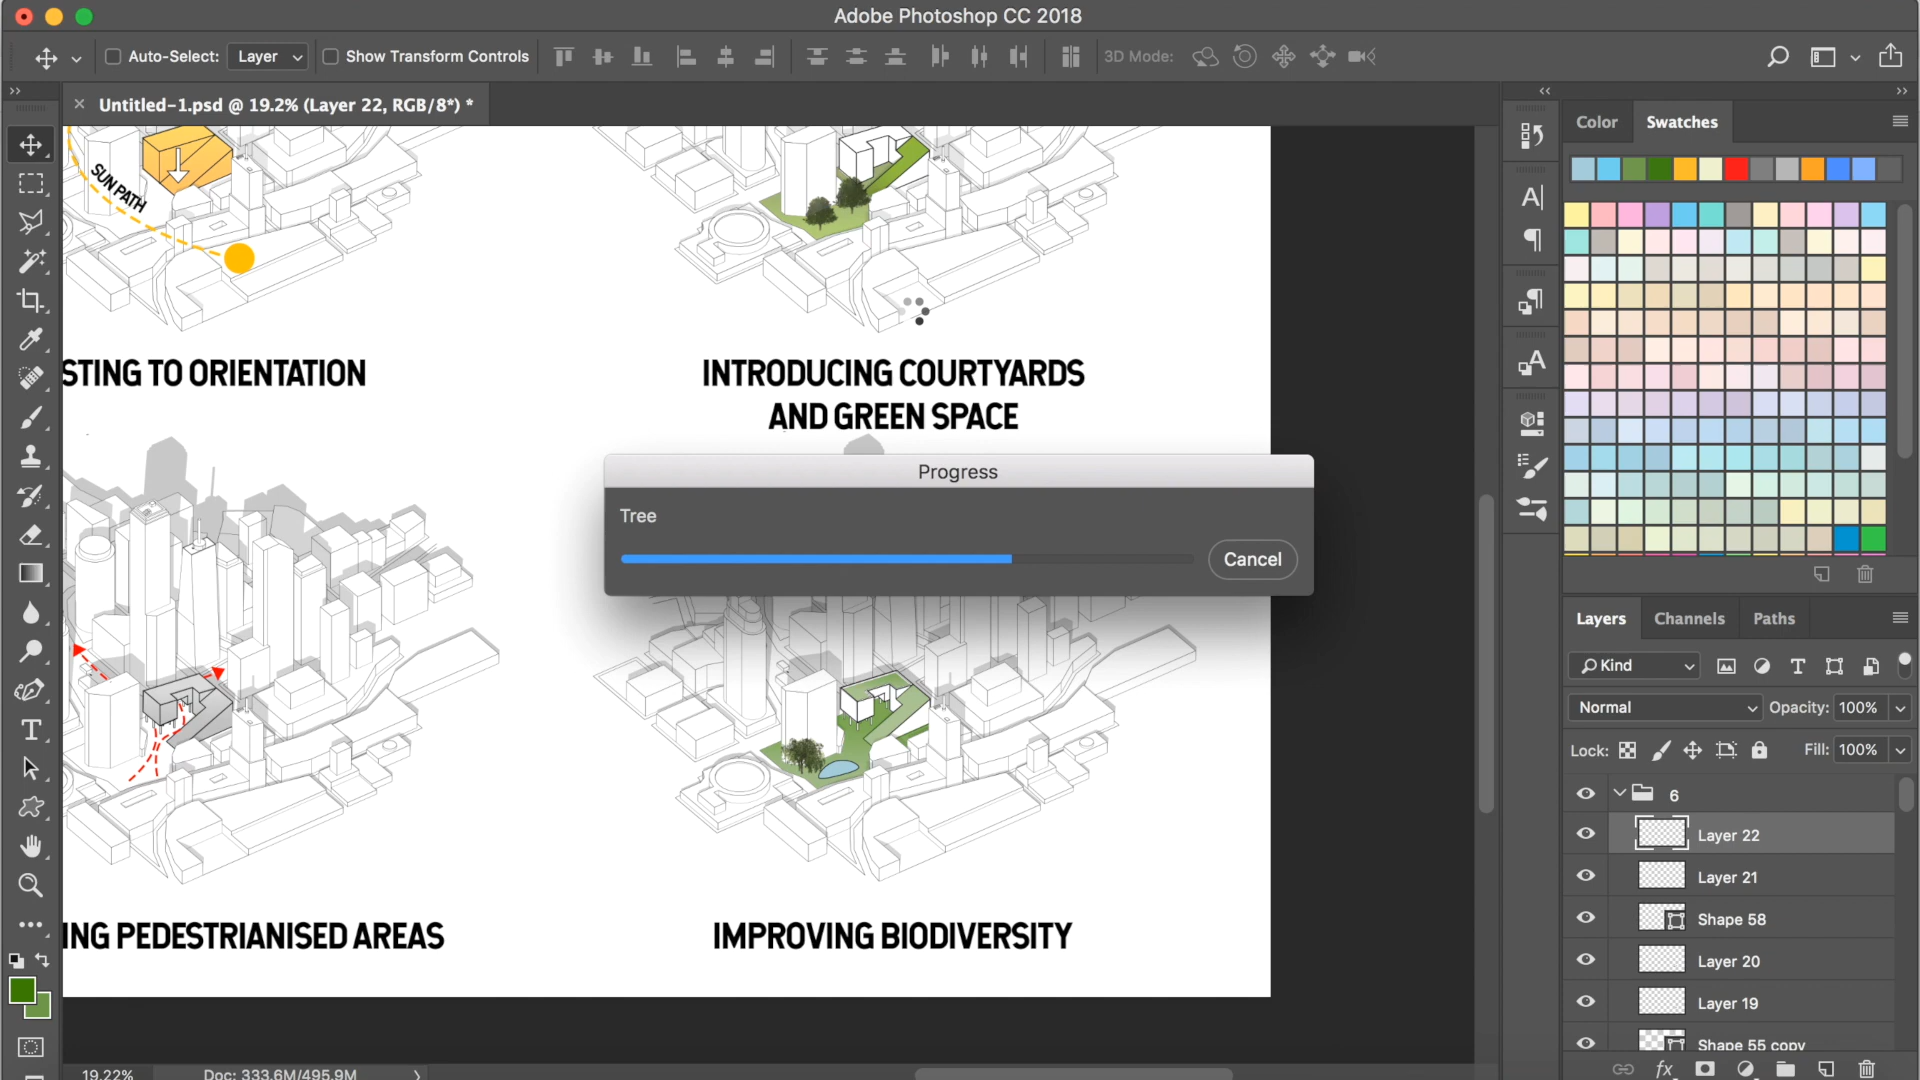 Adobe Photoshop CC 2018
Auto-Select: Layer Show Transform Controls 3D Mode:
Untitled-1.psd @ 19.2% (Layer 22, RGB/8*) *
Color Swatches
SUN PATH
STING TO ORIENTATION
INTRODUCING COURTYARDS
AND GREEN SPACE
Progress
Tree
Cancel
ING PEDESTRIANISED AREAS
IMPROVING BIODIVERSITY
Layers Channels Paths
Kind
Normal Opacity: 100%
Lock: Fill: 100%
6
Layer 22
Layer 21
Shape 58
Layer 20
Layer 19
Shape 55 copy
19.22% Doc: 333.6M/495.9M